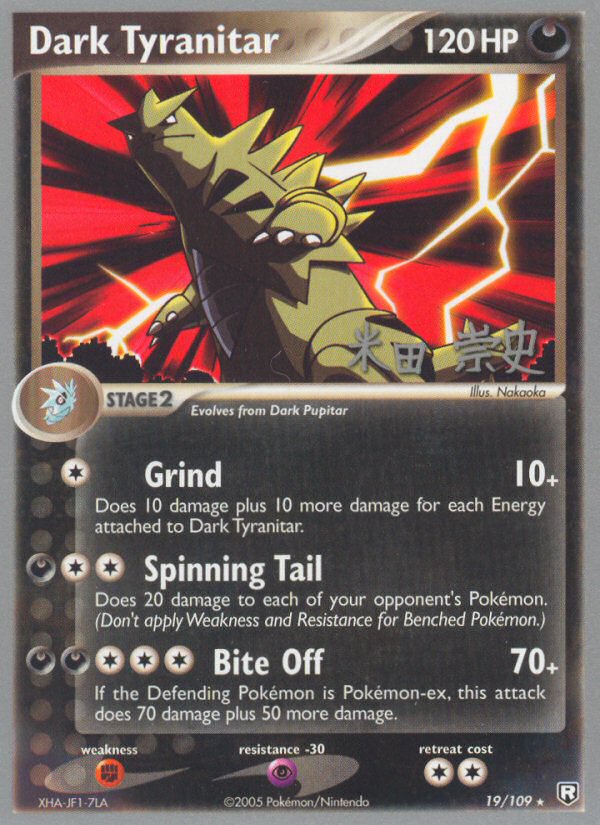 Dark Tyranitar 120 HP
米田 崇史
Illus. Nakaoka
STAGE2
Evolves from Dark Pupitar
Grind 10+
Does 10 damage plus 10 more damage for each Energy
attached to Dark Tyranitar.
Spinning Tail
Does 20 damage to each of your opponent's Pokémon.
(Don't apply Weakness and Resistance for Benched Pokémon.)
Bite Off 70+
If the Defending Pokémon is Pokémon-ex, this attack
does 70 damage plus 50 more damage.
weakness resistance -30 retreat cost
XHA-JF1-7LA ©2005 Pokémon/Nintendo 19/109 ★ R